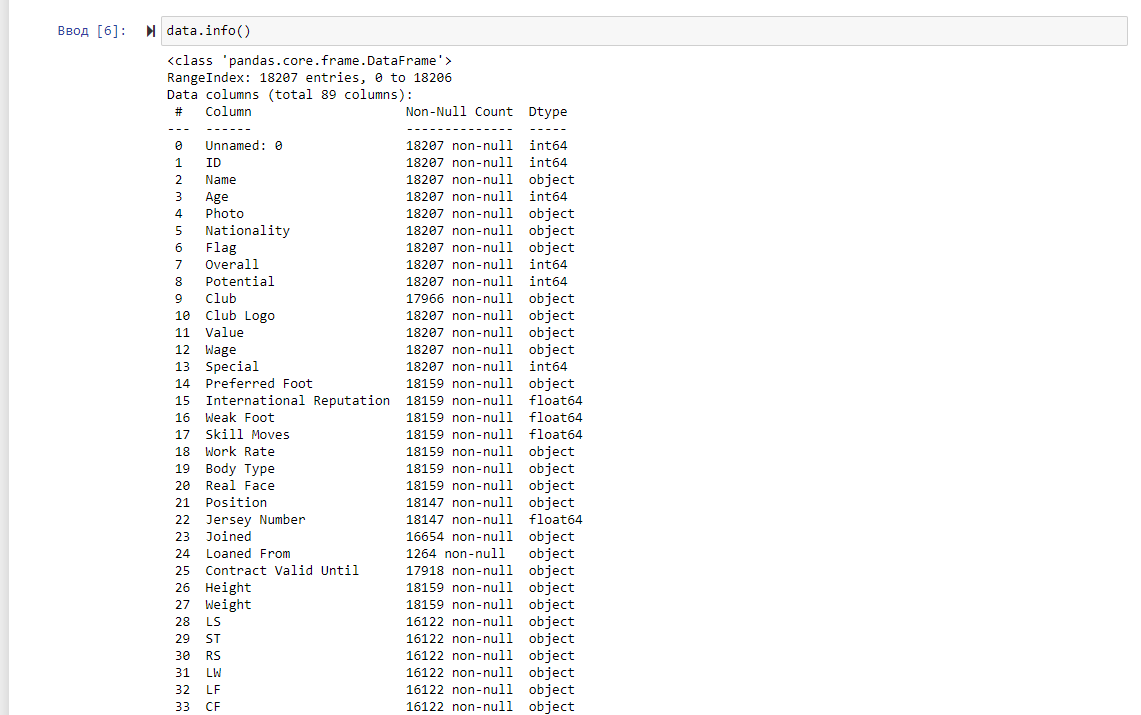 Ввод [6]: data.info()
<class 'pandas.core.frame.DataFrame'>
RangeIndex: 18207 entries, 0 to 18206
Data columns (total 89 columns):
 #   Column                    Non-Null Count  Dtype
---  ------                    --------------  -----
 0   Unnamed: 0                18207 non-null  int64
 1   ID                        18207 non-null  int64
 2   Name                      18207 non-null  object
 3   Age                       18207 non-null  int64
 4   Photo                     18207 non-null  object
 5   Nationality               18207 non-null  object
 6   Flag                      18207 non-null  object
 7   Overall                   18207 non-null  int64
 8   Potential                 18207 non-null  int64
 9   Club                      17966 non-null  object
 10  Club Logo                 18207 non-null  object
 11  Value                     18207 non-null  object
 12  Wage                      18207 non-null  object
 13  Special                   18207 non-null  int64
 14  Preferred Foot            18159 non-null  object
 15  International Reputation  18159 non-null  float64
 16  Weak Foot                 18159 non-null  float64
 17  Skill Moves               18159 non-null  float64
 18  Work Rate                 18159 non-null  object
 19  Body Type                 18159 non-null  object
 20  Real Face                 18159 non-null  object
 21  Position                  18147 non-null  object
 22  Jersey Number             18147 non-null  float64
 23  Joined                    16654 non-null  object
 24  Loaned From               1264 non-null   object
 25  Contract Valid Until      17918 non-null  object
 26  Height                    18159 non-null  object
 27  Weight                    18159 non-null  object
 28  LS                        16122 non-null  object
 29  ST                        16122 non-null  object
 30  RS                        16122 non-null  object
 31  LW                        16122 non-null  object
 32  LF                        16122 non-null  object
 33  CF                        16122 non-null  object